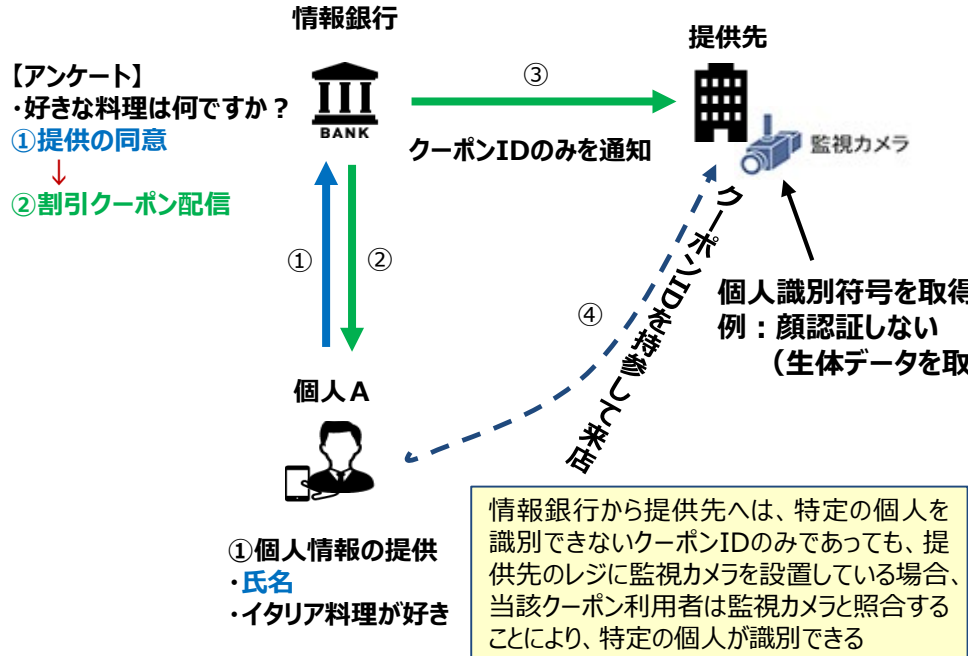 情報銀行
提供先
【アンケート】
・好きな料理は何ですか？
①提供の同意
↓
②割引クーポン配信
BANK
③
クーポンIDのみを通知
監視カメラ
①
②
④
クーポンIDを持参して来店
個人識別符号を取得
例：顔認証しない
（生体データを取
個人A
①個人情報の提供
・氏名
・イタリア料理が好き
情報銀行から提供先へは、特定の個人を
識別できないクーポンIDのみであっても、提
供先のレジに監視カメラを設置している場合、
当該クーポン利用者は監視カメラと照合する
ことにより、特定の個人が識別できる